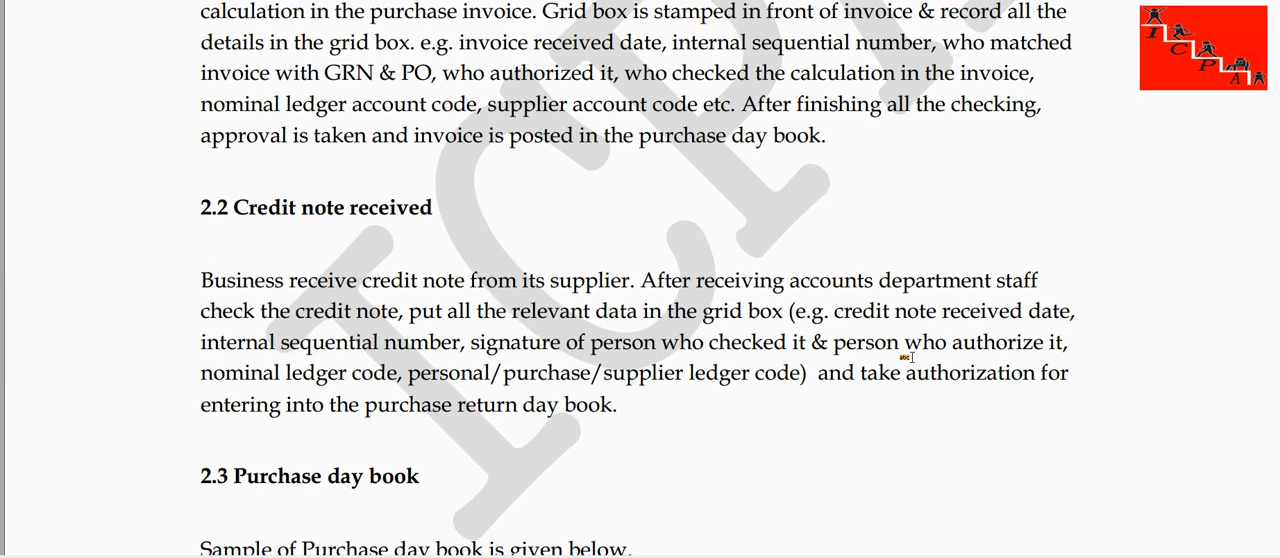 calculation in the purchase invoice. Grid box is stamped in front of invoice & record all the
details in the grid box. e.g. invoice received date, internal sequential number, who matched
invoice with GRN & PO, who authorized it, who checked the calculation in the invoice,
nominal ledger account code, supplier account code etc. After finishing all the checking,
approval is taken and invoice is posted in the purchase day book.
2.2 Credit note received
Business receive credit note from its supplier. After receiving accounts department staff
check the credit note, put all the relevant data in the grid box (e.g. credit note received date,
internal sequential number, signature of person who checked it & person who authorize it,
nominal ledger code, personal/purchase/supplier ledger code) and take authorization for
entering into the purchase return day book.
2.3 Purchase day book
Sample of Purchase day book is given below.
ICPA
abc
ICPA